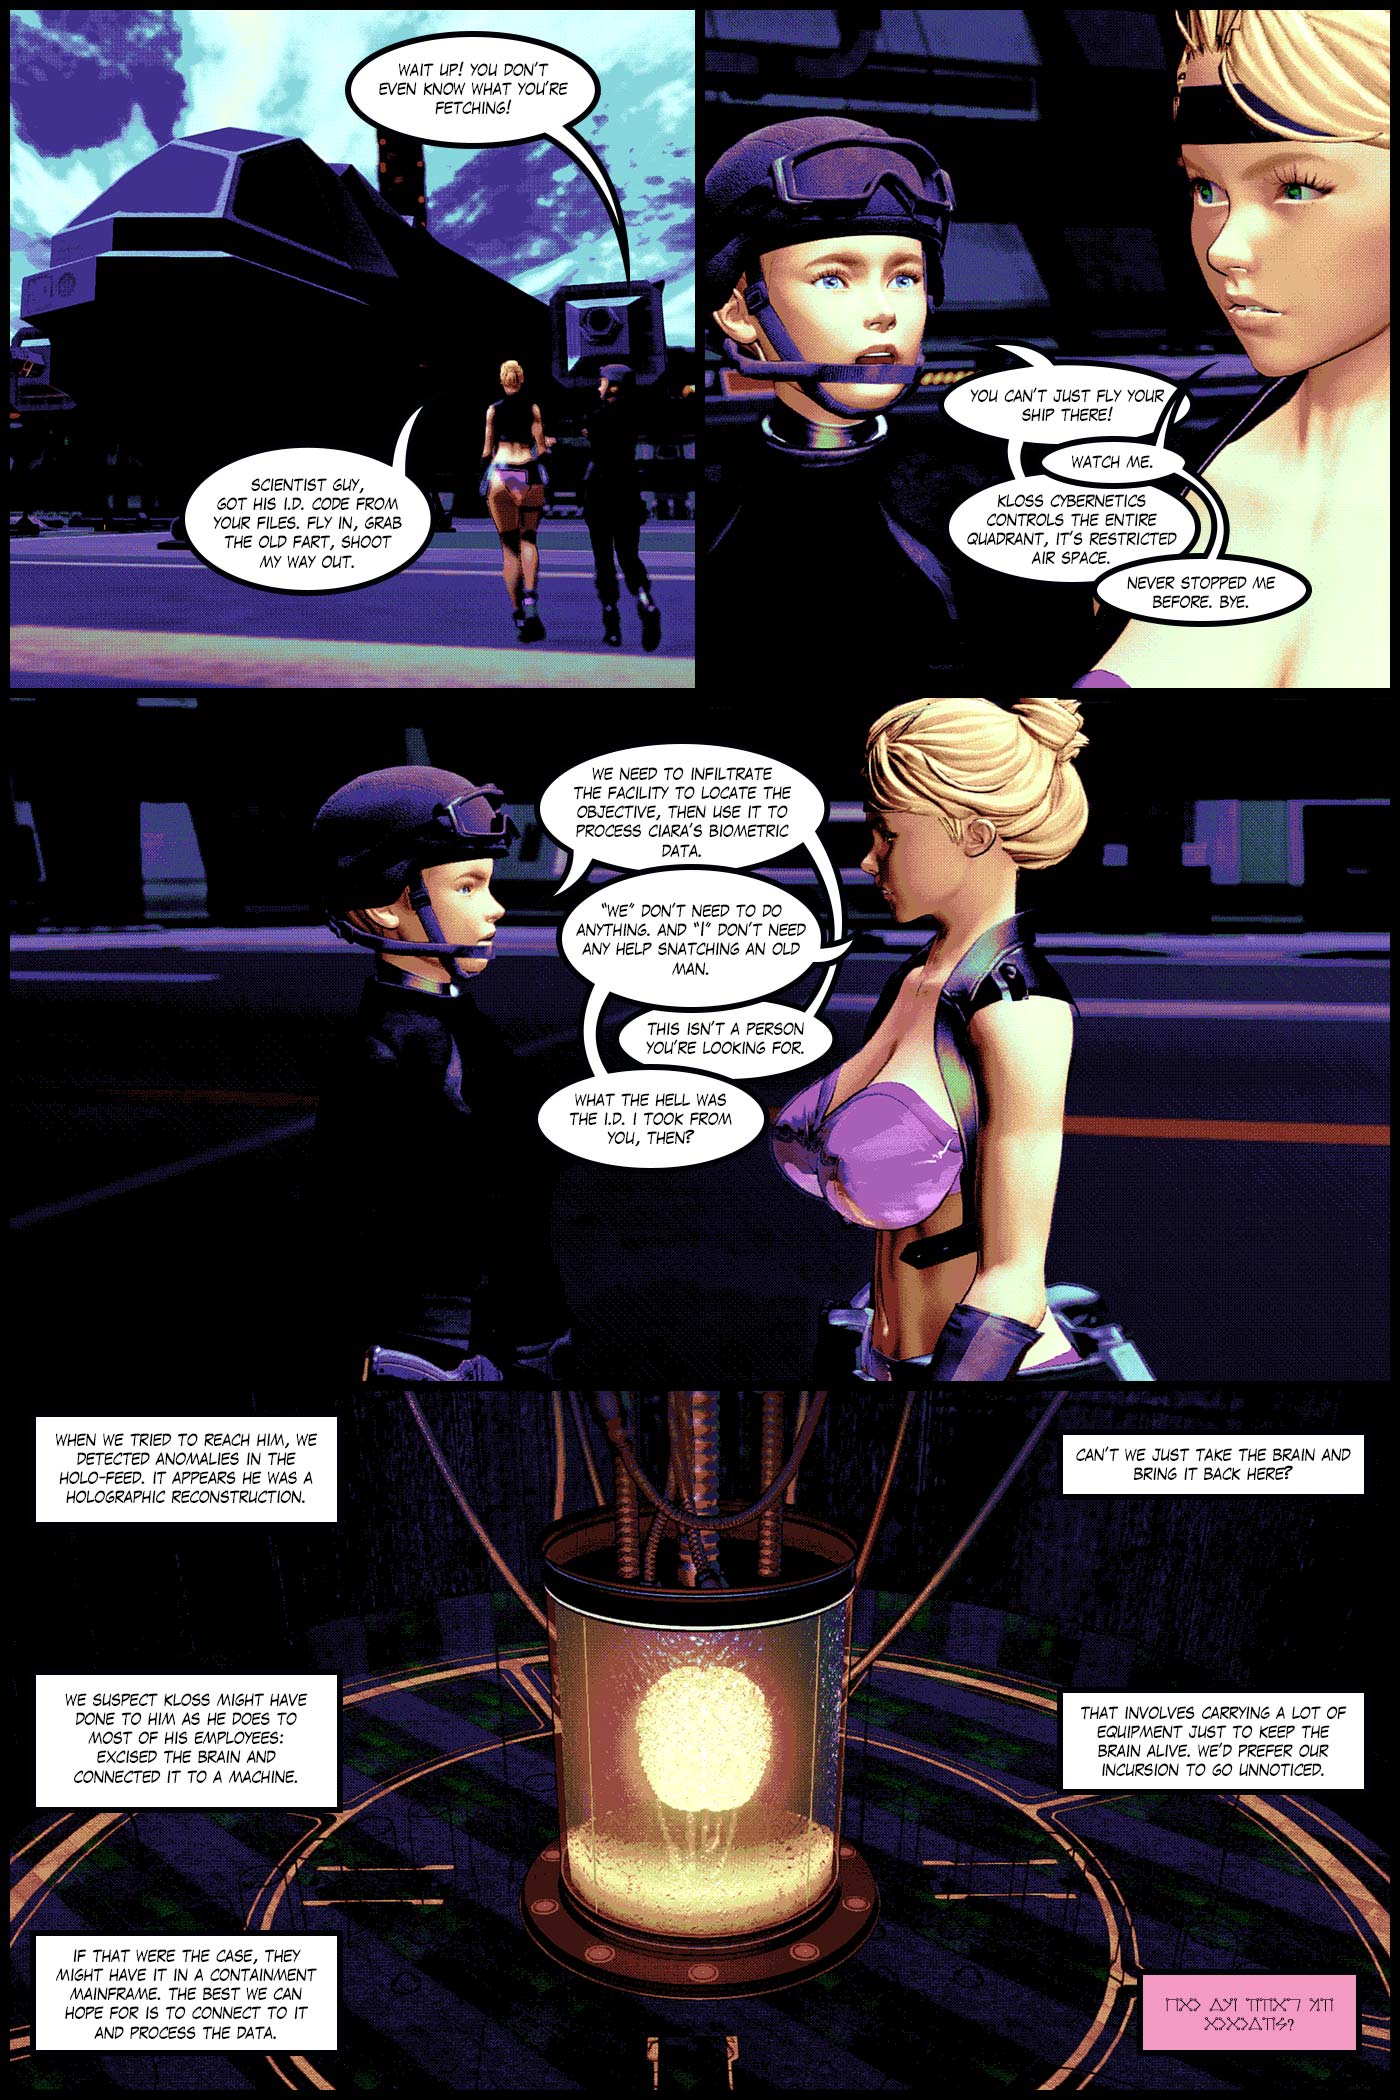 WAIT UP! YOU DON'T
EVEN KNOW WHAT YOU'RE
FETCHING!
SCIENTIST GUY,
GOT HIS I.D. CODE FROM
YOUR FILES. FLY IN, GRAB
THE OLD FART, SHOOT
MY WAY OUT.
YOU CAN'T JUST FLY YOUR
SHIP THERE!
WATCH ME.
KLOSS CYBERNETICS
CONTROLS THE ENTIRE
QUADRANT, IT'S RESTRICTED
AIR SPACE.
NEVER STOPPED ME
BEFORE. BYE.
WE NEED TO INFILTRATE
THE FACILITY TO LOCATE THE
OBJECTIVE, THEN USE IT TO
PROCESS CIARA'S BIOMETRIC
DATA.
"WE" DON'T NEED TO DO
ANYTHING. AND "I" DON'T NEED
ANY HELP SNATCHING AN OLD
MAN.
THIS ISN'T A PERSON
YOU'RE LOOKING FOR.
WHAT THE HELL WAS
THE I.D. I TOOK FROM
YOU, THEN?
WHEN WE TRIED TO REACH HIM, WE
DETECTED ANOMALIES IN THE
HOLO-FEED. IT APPEARS HE WAS A
HOLOGRAPHIC RECONSTRUCTION.
WE SUSPECT KLOSS MIGHT HAVE
DONE TO HIM AS HE DOES TO
MOST OF HIS EMPLOYEES:
EXCISED THE BRAIN AND
CONNECTED IT TO A MACHINE.
IF THAT WERE THE CASE, THEY
MIGHT HAVE IT IN A CONTAINMENT
MAINFRAME. THE BEST WE CAN
HOPE FOR IS TO CONNECT TO IT
AND PROCESS THE DATA.
CAN'T WE JUST TAKE THE BRAIN AND
BRING IT BACK HERE?
THAT INVOLVES CARRYING A LOT OF
EQUIPMENT JUST TO KEEP THE
BRAIN ALIVE. WE'D PREFER OUR
INCURSION TO GO UNNOTICED.